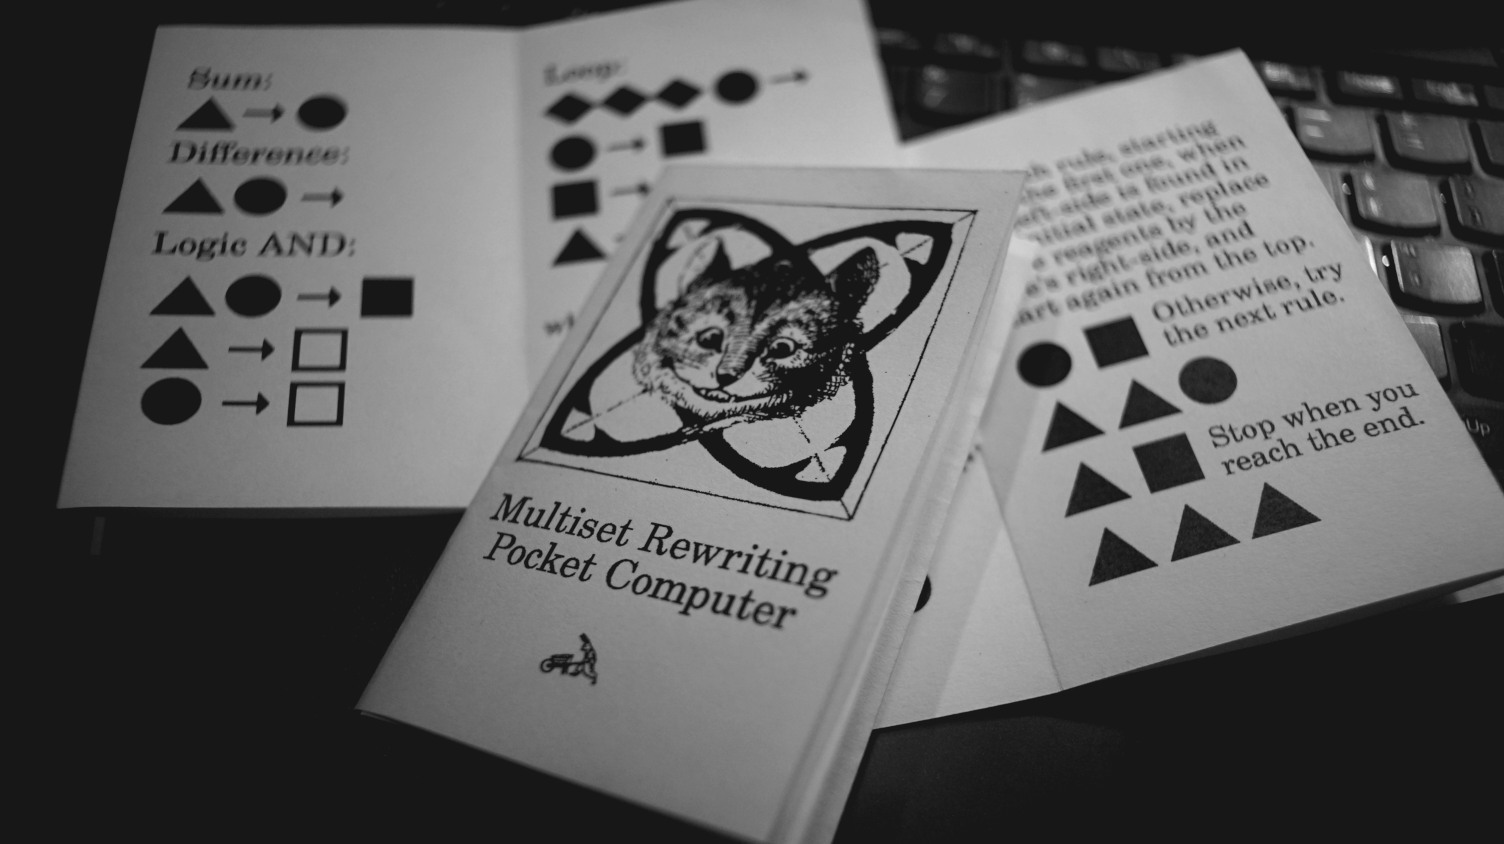 Sum:
Difference:
Logic AND:
Loop:
rule, starting
first one, when
left-side is found in
initial state, replace
reagents by the
right-side, and
start again from the top.
Otherwise, try
the next rule.
Stop when you
reach the end.
Multiset Rewriting
Pocket Computer
Up